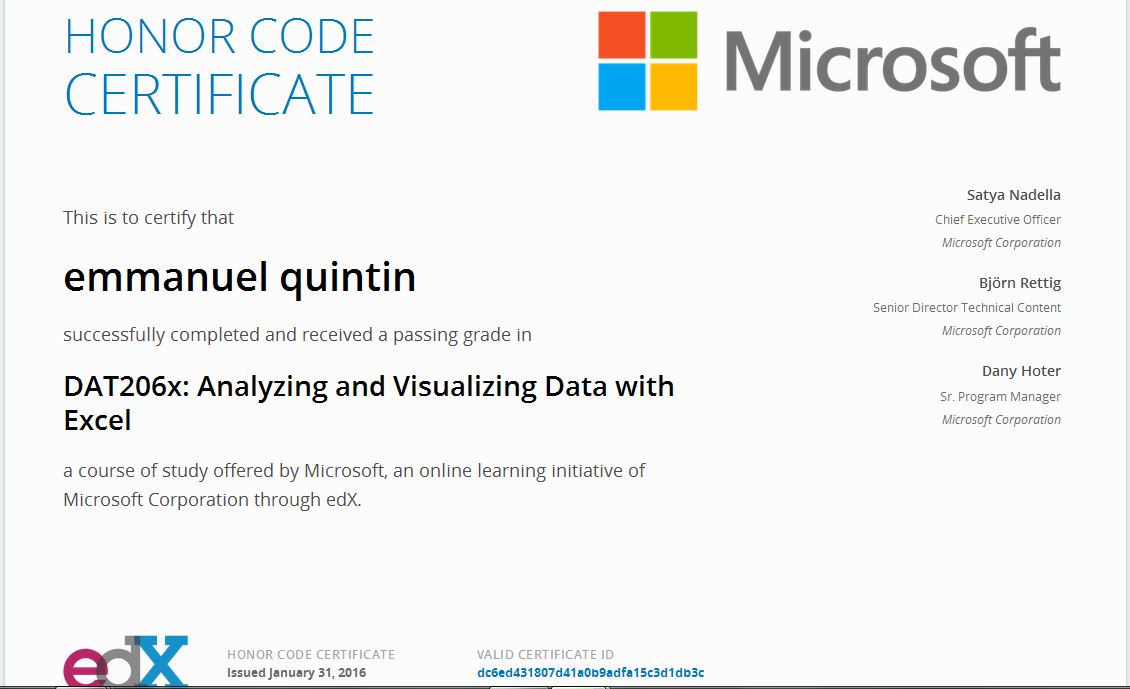 HONOR CODE
CERTIFICATE
Microsoft
This is to certify that
emmanuel quintin
successfully completed and received a passing grade in
DAT206x: Analyzing and Visualizing Data with
Excel
a course of study offered by Microsoft, an online learning initiative of
Microsoft Corporation through edX.
Satya Nadella
Chief Executive Officer
Microsoft Corporation
Björn Rettig
Senior Director Technical Content
Microsoft Corporation
Dany Hoter
Sr. Program Manager
Microsoft Corporation
edX
HONOR CODE CERTIFICATE
Issued January 31, 2016
VALID CERTIFICATE ID
dc6ed431807d41a0b9adfa15c3d1db3c